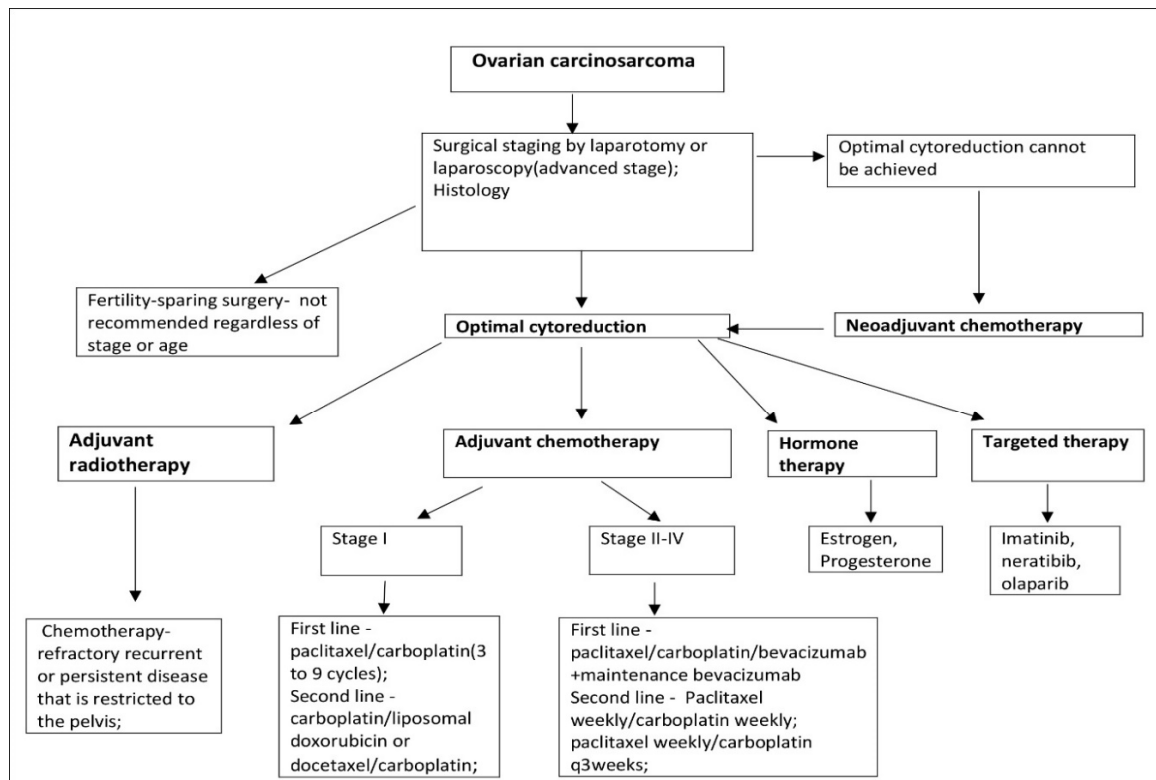 Ovarian carcinosarcoma
Surgical staging by laparotomy or
laparoscopy(advanced stage);
Histology
Optimal cytoreduction cannot
be achieved
Fertility-sparing surgery- not
recommended regardless of
stage or age
Optimal cytoreduction
Neoadjuvant chemotherapy
Adjuvant
radiotherapy
Adjuvant chemotherapy
Hormone
therapy
Targeted therapy
Stage I
Stage II-IV
Estrogen,
Progesterone
Imatinib,
neratibib,
olaparib
Chemotherapy-
refractory recurrent
or persistent disease
that is restricted to
the pelvis;
First line -
paclitaxel/carboplatin(3
to 9 cycles);
Second line -
carboplatin/liposomal
doxorubicin or
docetaxel/carboplatin;
First line -
paclitaxel/carboplatin/bevacizumab
+maintenance bevacizumab
Second line - Paclitaxel
weekly/carboplatin weekly;
paclitaxel weekly/carboplatin
q3weeks;